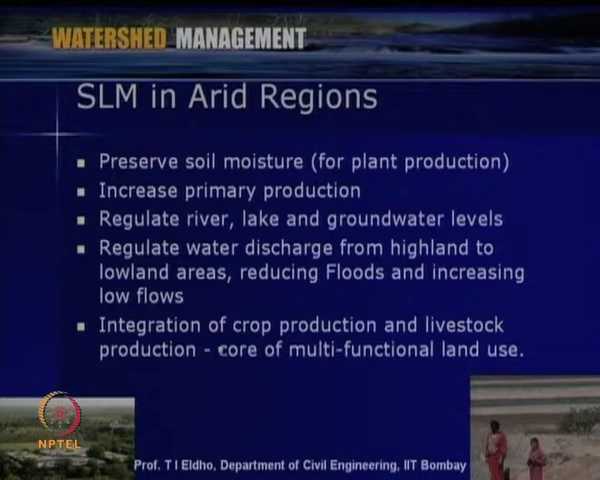 WATERSHED MANAGEMENT
SLM in Arid Regions
Preserve soil moisture (for plant production)
Increase primary production
Regulate river, lake and groundwater levels
Regulate water discharge from highland to
lowland areas, reducing Floods and increasing
low flows
Integration of crop production and livestock
production - core of multi-functional land use.
NPTEL
Prof. T I Eldho, Department of Civil Engineering, IIT Bombay